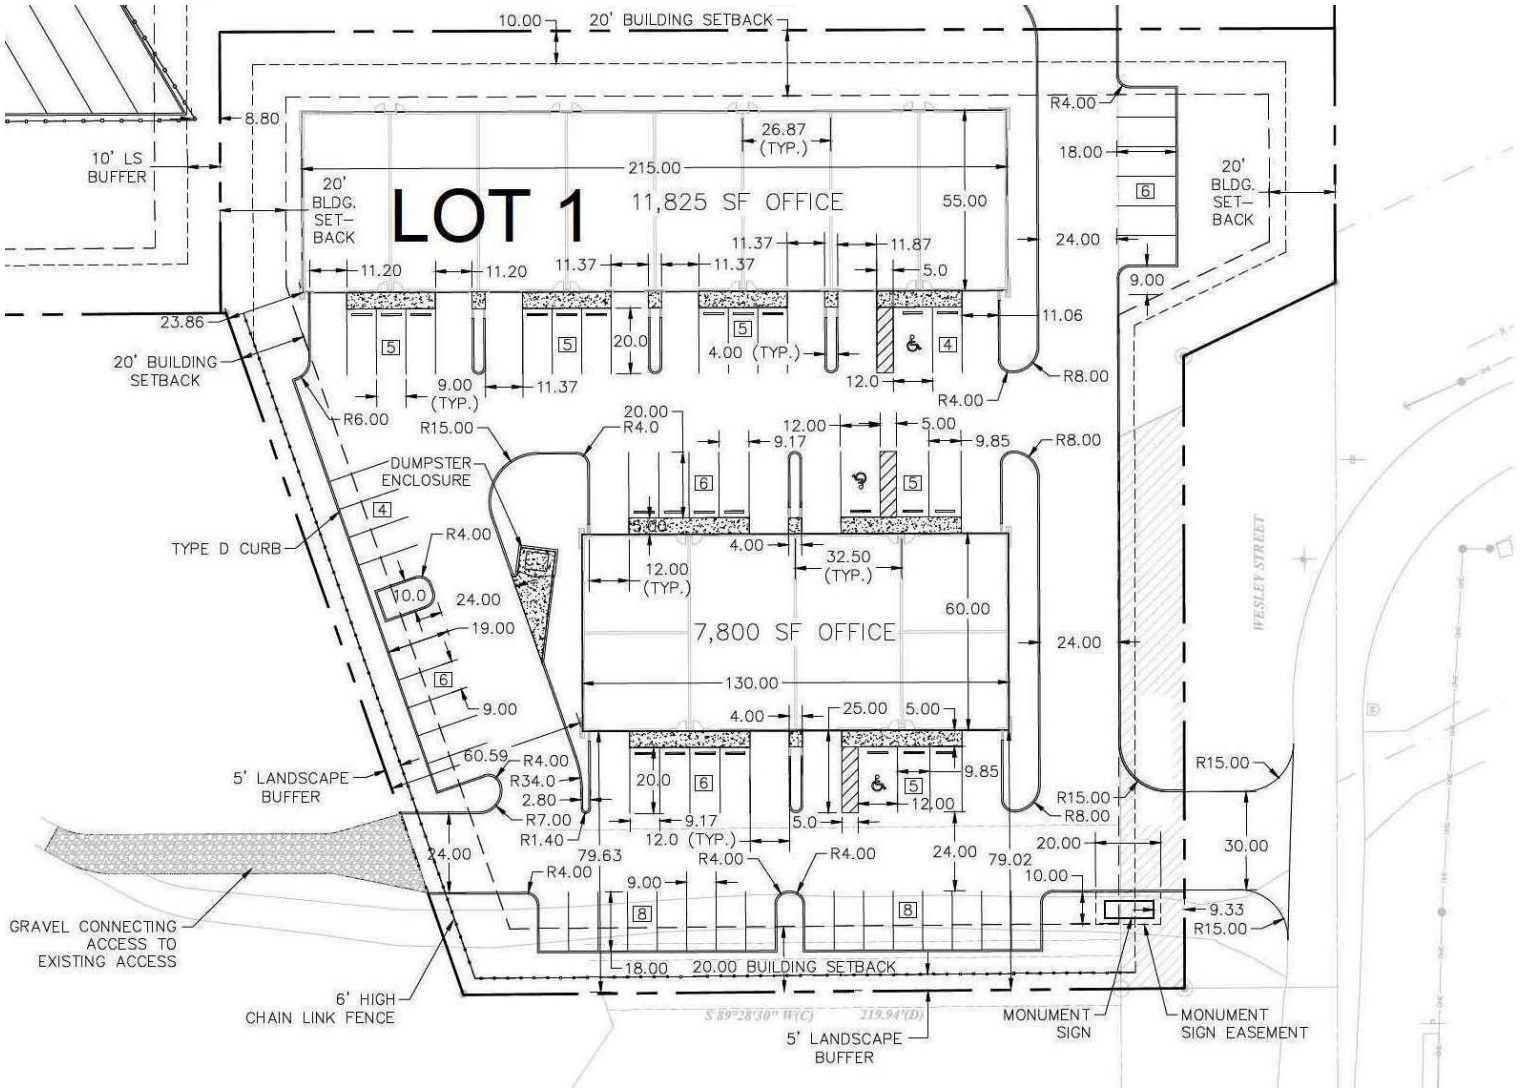 10.00
20' BUILDING SETBACK
8.80
R4.00
26.87
(TYP.)
10' LS
BUFFER
215.00
18.00
20'
BLDG.
SET-
BACK
LOT 1
11,825 SF OFFICE
55.00
6
20'
BLDG.
SET-
BACK
11.37
11.87
24.00
11.20
11.20
11.37
11.37
5.0
9.00
23.86
11.06
20' BUILDING
SETBACK
5
5
20.0
5
4.00 (TYP.)
4
9.00
(TYP.)
11.37
12.0
R8.00
R4.00
R6.00
R15.00
20.00
R4.0
12.00
5.00
9.17
9.85
R8.00
DUMPSTER
ENCLOSURE
6
5
4
TYPE D CURB
R4.00
4.00
32.50
(TYP.)
12.00
(TYP.)
10.0
24.00
60.00
WESLEY STREET
19.00
7,800 SF OFFICE
24.00
6
130.00
9.00
4.00
25.00
5.00
60.59
R4.00
R34.0
20.0
6
5
9.85
R15.00
5' LANDSCAPE
BUFFER
2.80
12.00
R15.00
R7.00
9.17
5.0
R8.00
R1.40
12.0
(TYP.)
24.00
79.63
R4.00
R4.00
24.00
79.02
20.00
30.00
R4.00
9.00
10.00
8
8
9.33
R15.00
GRAVEL CONNECTING
ACCESS TO
EXISTING ACCESS
18.00
20.00 BUILDING SETBACK
6' HIGH
CHAIN LINK FENCE
S 89°28'30" W(C)
219.94'(D)
5' LANDSCAPE
BUFFER
MONUMENT
SIGN
MONUMENT
SIGN EASEMENT